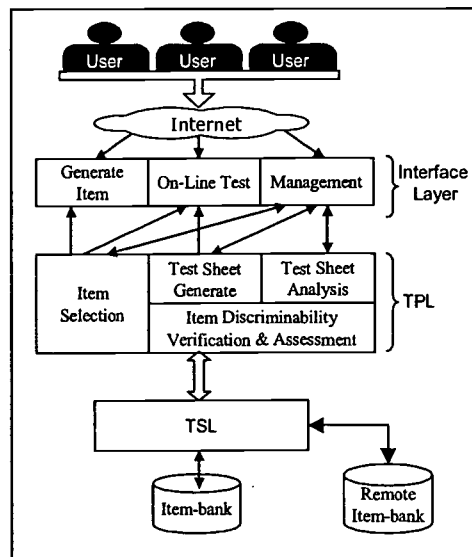 User User User
Internet
Generate Item
On-Line Test
Management
Interface Layer
Item Selection
Test Sheet Generate
Test Sheet Analysis
TPL
Item Discriminability
Verification & Assessment
TSL
Item-bank
Remote Item-bank